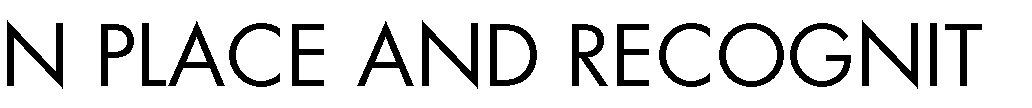 N PLACE AND RECOGNIT